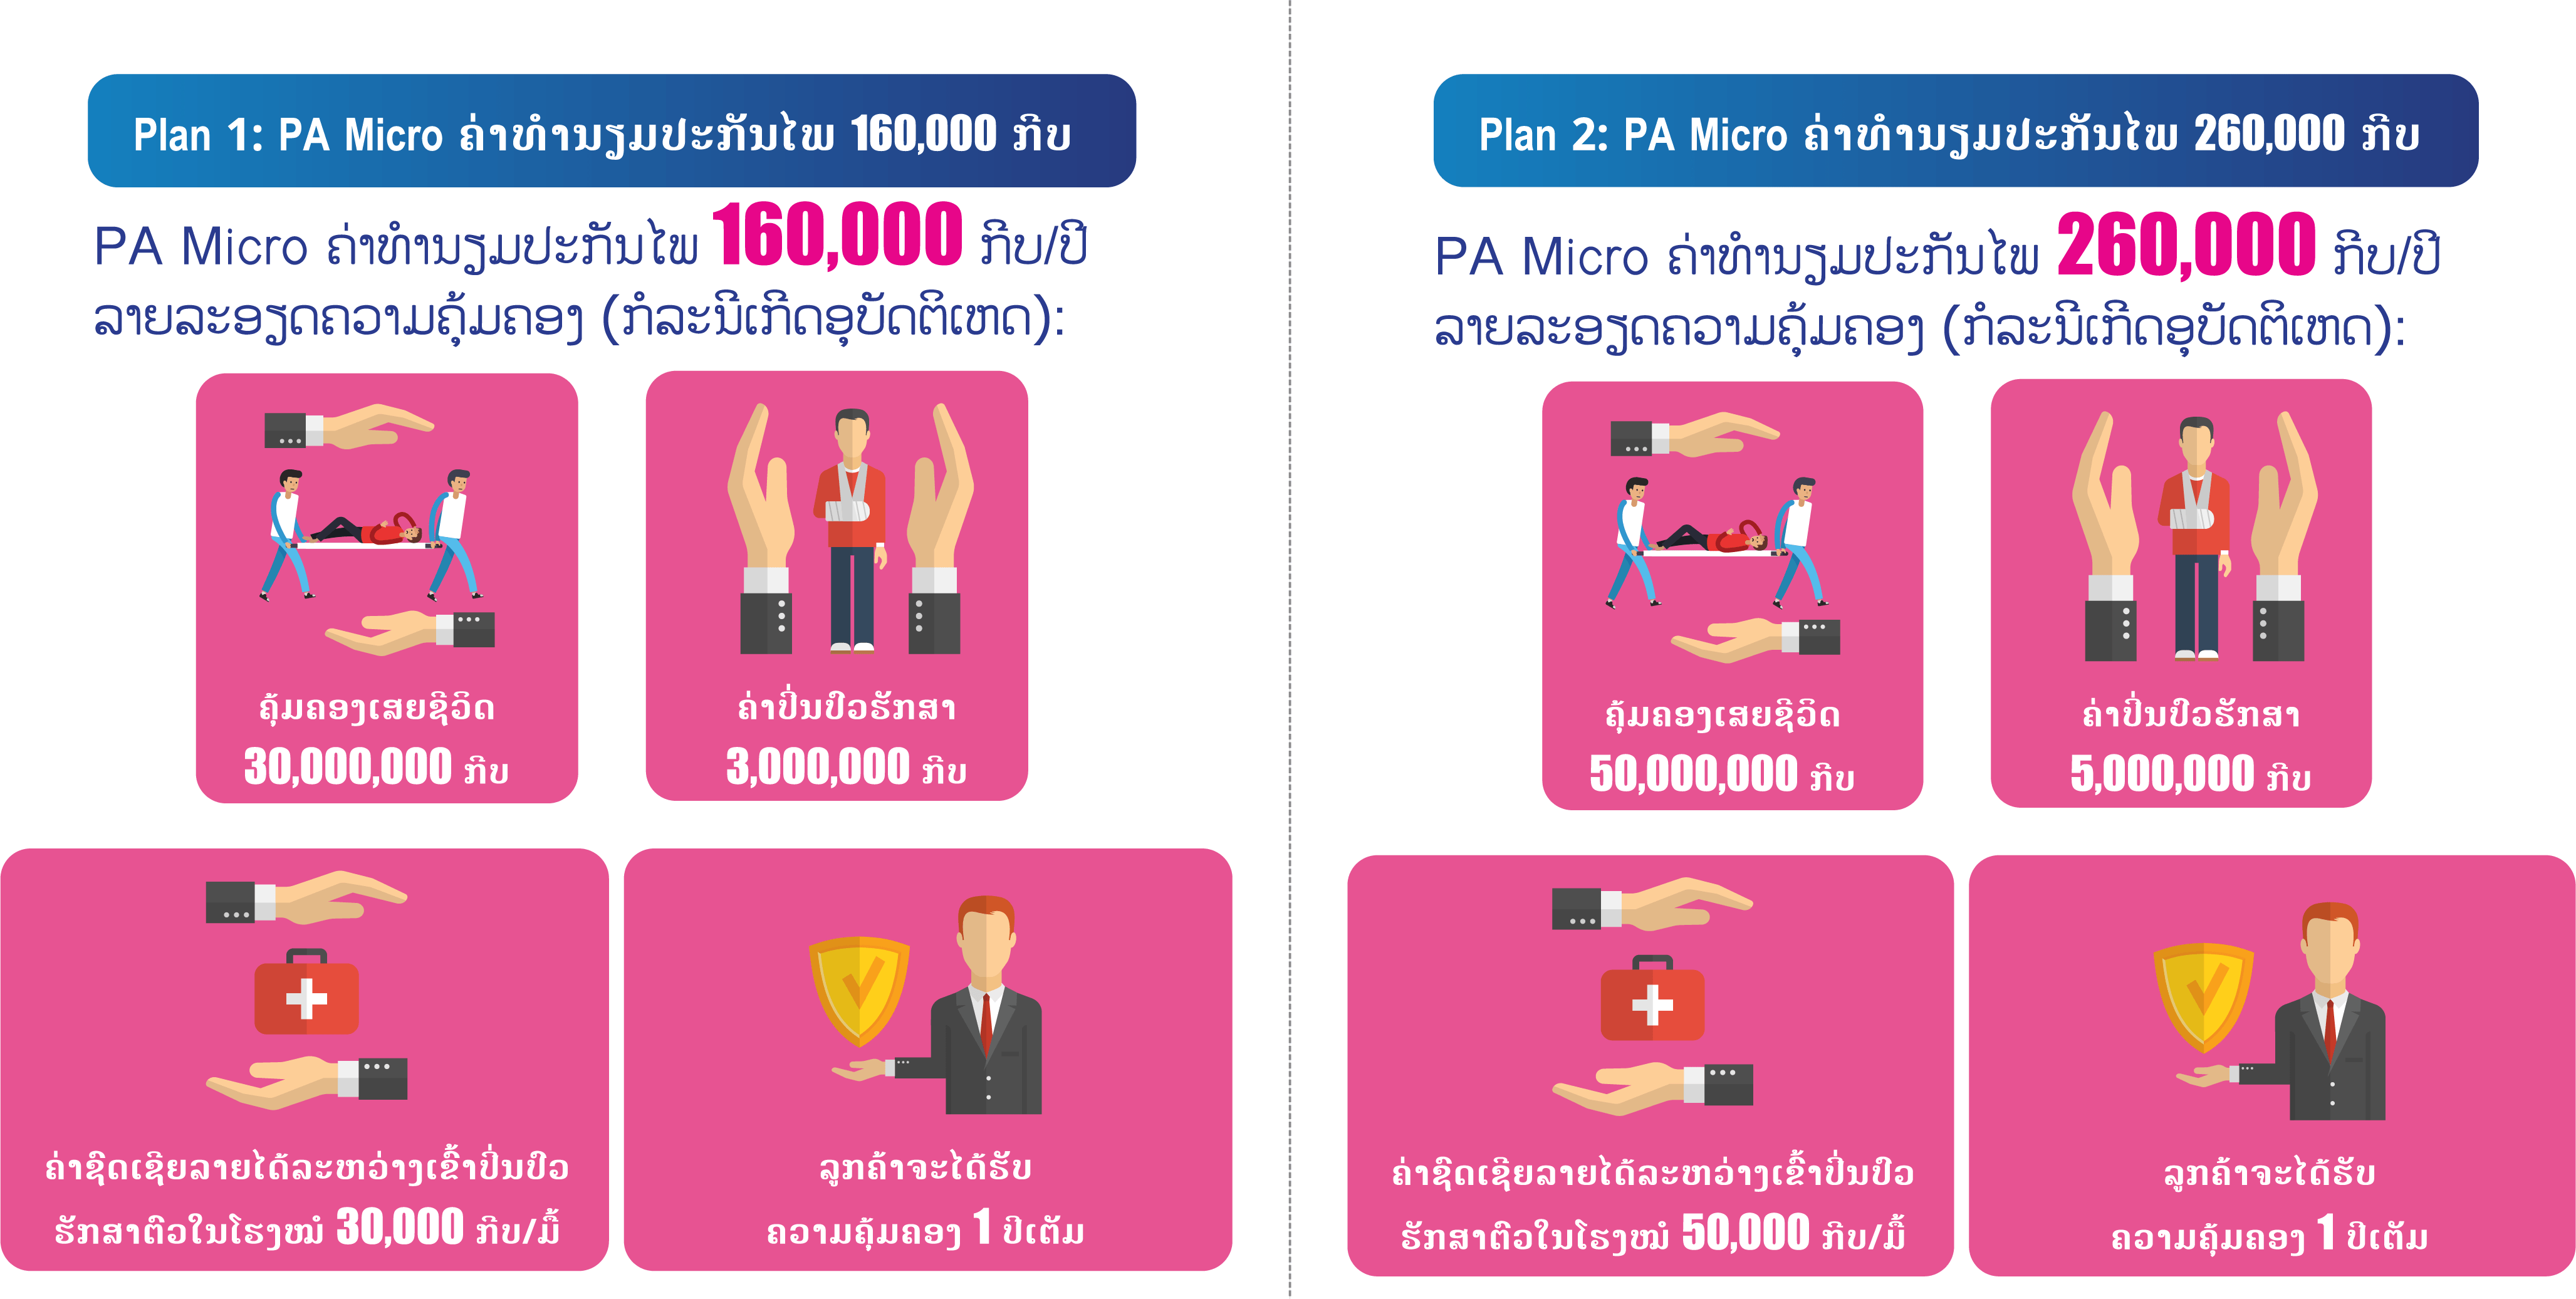 Plan 1: PA Micro ຄ່າທຳນຽມປະກັນໄພ 160,000 ກີບ
PA Micro ຄ່າທຳນຽມປະກັນໄພ 160,000 ກີບ/ປີ
ລາຍລະອຽດຄວາມຄຸ້ມຄອງ (ກໍລະນີເກີດອຸບັດຕິເຫດ):
ຄຸ້ມຄອງເສຍຊີວິດ
30,000,000 ກີບ
ຄ່າປິ່ນປົວຮັກສາ
3,000,000 ກີບ
ຄ່າຊົດເຊີຍລາຍໄດ້ລະຫວ່າງເຂົ້າປິ່ນປົວ
ຮັກສາຕົວໃນໂຮງໝໍ 30,000 ກີບ/ມື້
ລູກຄ້າຈະໄດ້ຮັບ
ຄວາມຄຸ້ມຄອງ 1 ປີເຕັມ
Plan 2: PA Micro ຄ່າທຳນຽມປະກັນໄພ 260,000 ກີບ
PA Micro ຄ່າທຳນຽມປະກັນໄພ 260,000 ກີບ/ປີ
ລາຍລະອຽດຄວາມຄຸ້ມຄອງ (ກໍລະນີເກີດອຸບັດຕິເຫດ):
ຄຸ້ມຄອງເສຍຊີວິດ
50,000,000 ກີບ
ຄ່າປິ່ນປົວຮັກສາ
5,000,000 ກີບ
ຄ່າຊົດເຊີຍລາຍໄດ້ລະຫວ່າງເຂົ້າປິ່ນປົວ
ຮັກສາຕົວໃນໂຮງໝໍ 50,000 ກີບ/ມື້
ລູກຄ້າຈະໄດ້ຮັບ
ຄວາມຄຸ້ມຄອງ 1 ປີເຕັມ